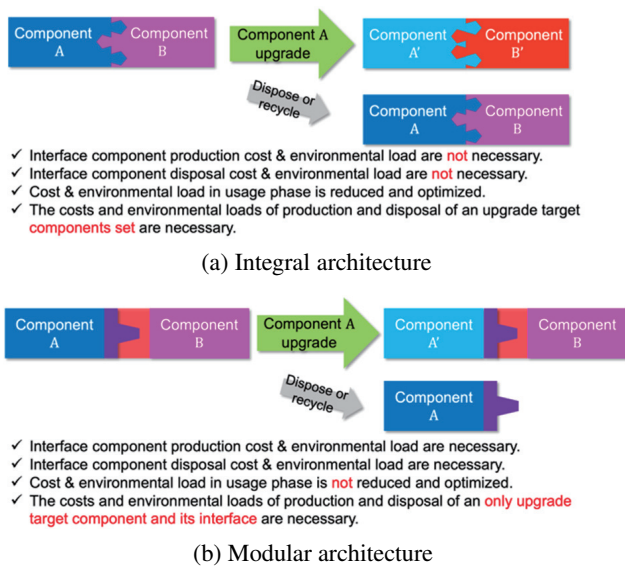 Component A
Component B
Component A upgrade
Component A'
Component B'
Dispose or recycle
Component A
Component B
✓ Interface component production cost & environmental load are not necessary.
✓ Interface component disposal cost & environmental load are not necessary.
✓ Cost & environmental load in usage phase is reduced and optimized.
✓ The costs and environmental loads of production and disposal of an upgrade target
components set are necessary.
(a) Integral architecture
Component A
Component B
Component A upgrade
Component A'
Component B
Dispose or recycle
Component A
✓ Interface component production cost & environmental load are necessary.
✓ Interface component disposal cost & environmental load are necessary.
✓ Cost & environmental load in usage phase is not reduced and optimized.
✓ The costs and environmental loads of production and disposal of an only upgrade
target component and its interface are necessary.
(b) Modular architecture